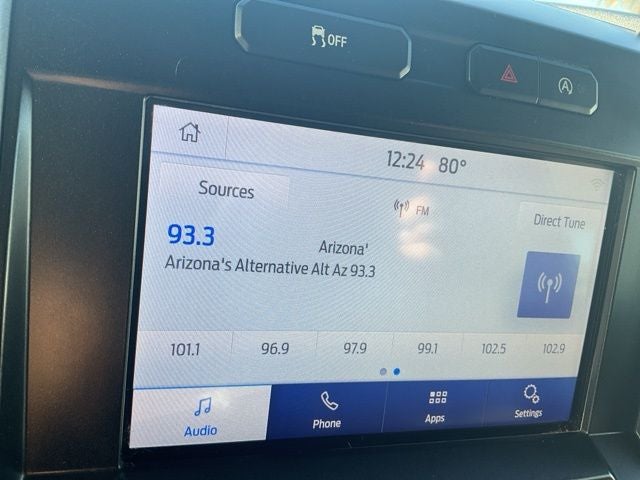 OFF
A
12:24 80°
Sources
FM
Direct Tune
93.3
Arizona'
Arizona's Alternative Alt Az 93.3
101.1 96.9 97.9 99.1 102.5 102.9
Audio Phone Apps Settings